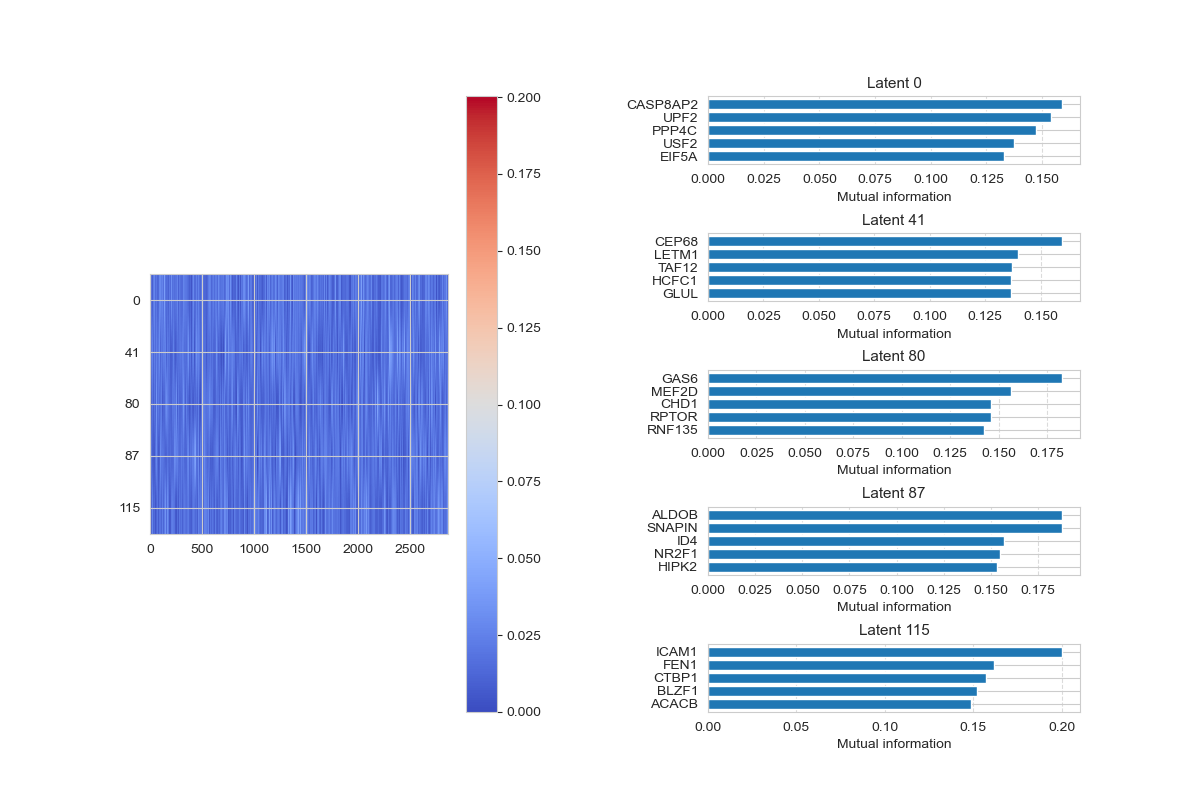 0
41
80
87
115
0 500 1000 1500 2000 2500
0.200
0.175
0.150
0.125
0.100
0.075
0.050
0.025
0.000
Latent 0
CASP8AP2
UPF2
PPP4C
USF2
EIF5A
0.000 0.025 0.050 0.075 0.100 0.125 0.150
Mutual information
Latent 41
CEP68
LETM1
TAF12
HCFC1
GLUL
0.000 0.025 0.050 0.075 0.100 0.125 0.150
Mutual information
Latent 80
GAS6
MEF2D
CHD1
RPTOR
RNF135
0.000 0.025 0.050 0.075 0.100 0.125 0.150 0.175
Mutual information
Latent 87
ALDOB
SNAPIN
ID4
NR2F1
HIPK2
0.000 0.025 0.050 0.075 0.100 0.125 0.150 0.175
Mutual information
Latent 115
ICAM1
FEN1
CTBP1
BLZF1
ACACB
0.00 0.05 0.10 0.15 0.20
Mutual information